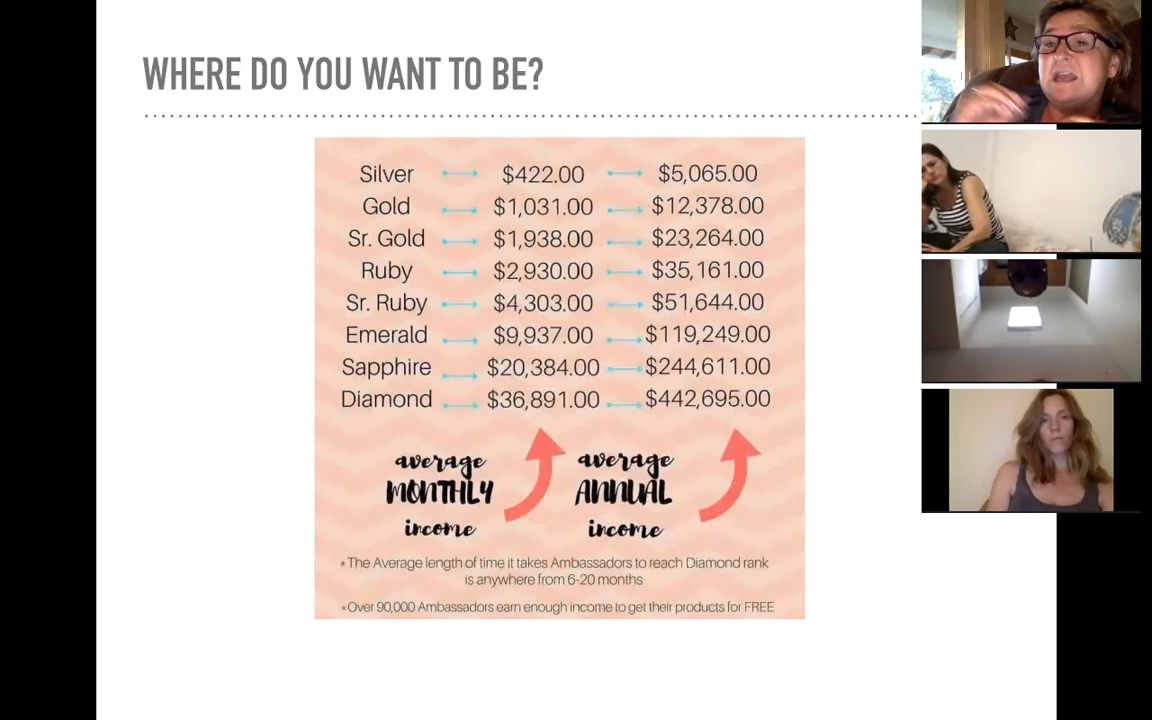 WHERE DO YOU WANT TO BE?
Silver $422.00 $5,065.00
Gold $1,031.00 $12,378.00
Sr. Gold $1,938.00 $23,264.00
Ruby $2,930.00 $35,161.00
Sr. Ruby $4,303.00 $51,644.00
Emerald $9,937.00 $119,249.00
Sapphire $20,384.00 $244,611.00
Diamond $36,891.00 $442,695.00
average average
MONTHLY ANNUAL
income income
*The Average length of time it takes Ambassadors to reach Diamond rank
is anywhere from 6-20 months
*Over 90,000 Ambassadors earn enough income to get their products for FREE